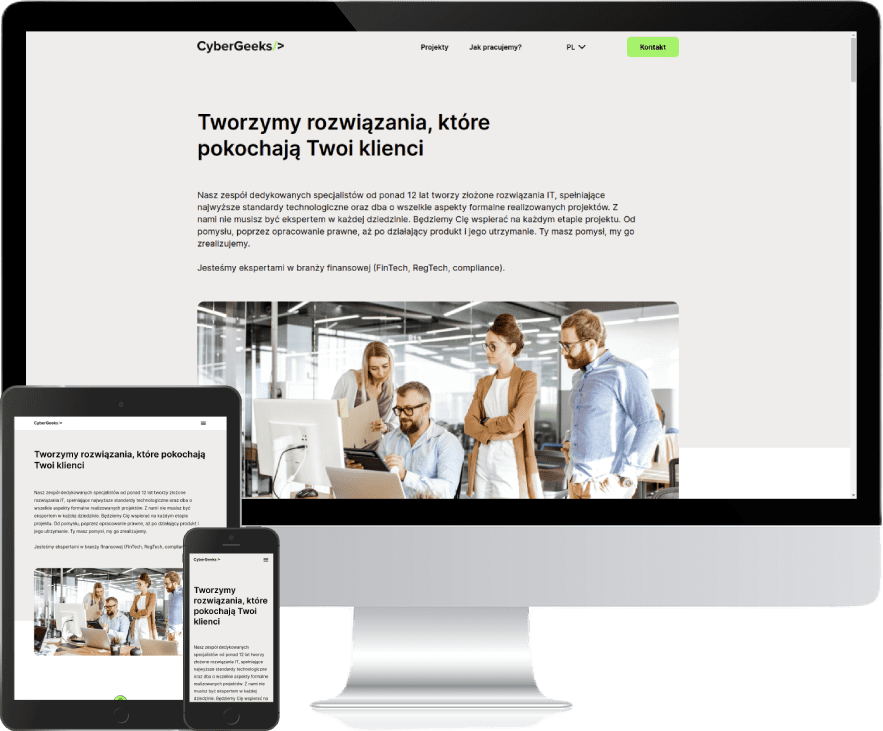 CyberGeeks/>
Projekty
Jak pracujemy?
PL
Kontakt
Tworzymy rozwiązania, które
pokochają Twoi klienci
Nasz zespół dedykowanych specjalistów od ponad 12 lat tworzy złożone rozwiązania IT, spełniające
najwyższe standardy technologiczne oraz dba o wszelkie aspekty formalne realizowanych projektów. Z
nami nie musisz być ekspertem w każdej dziedzinie. Będziemy Cię wspierać na każdym etapie projektu. Od
pomysłu, poprzez opracowanie prawne, aż po działający produkt i jego utrzymanie. Ty masz pomysł, my go
zrealizujemy.
Jesteśmy ekspertami w branży finansowej (FinTech, RegTech, compliance).
CyberGeeks/>
Tworzymy rozwiązania, które pokochają
Twoi klienci
Nasz zespół dedykowanych specjalistów od ponad 12 lat tworzy złożone
rozwiązania IT, spełniające najwyższe standardy technologiczne oraz dba o
wszelkie aspekty formalne realizowanych projektów. Z nami nie musisz być
ekspertem w każdej dziedzinie. Będziemy Cię wspierać na każdym etapie
projektu. Od pomysłu, poprzez opracowanie prawne, aż po działający produkt i
jego utrzymanie. Ty masz pomysł, my go zrealizujemy.
Jesteśmy ekspertami w branży finansowej (FinTech, RegTech, complian
CyberGeeks/>
Tworzymy
rozwiązania, które
pokochają Twoi
klienci
Nasz zespół dedykowanych
specjalistów od ponad 12 lat tworzy
złożone rozwiązania IT, spełniające
najwyższe standardy technologiczne
oraz dba o wszelkie aspekty formalne
realizowanych projektów. Z nami nie
musisz być ekspertem w każdej
dziedzinie. Będziemy Cię wspierać na